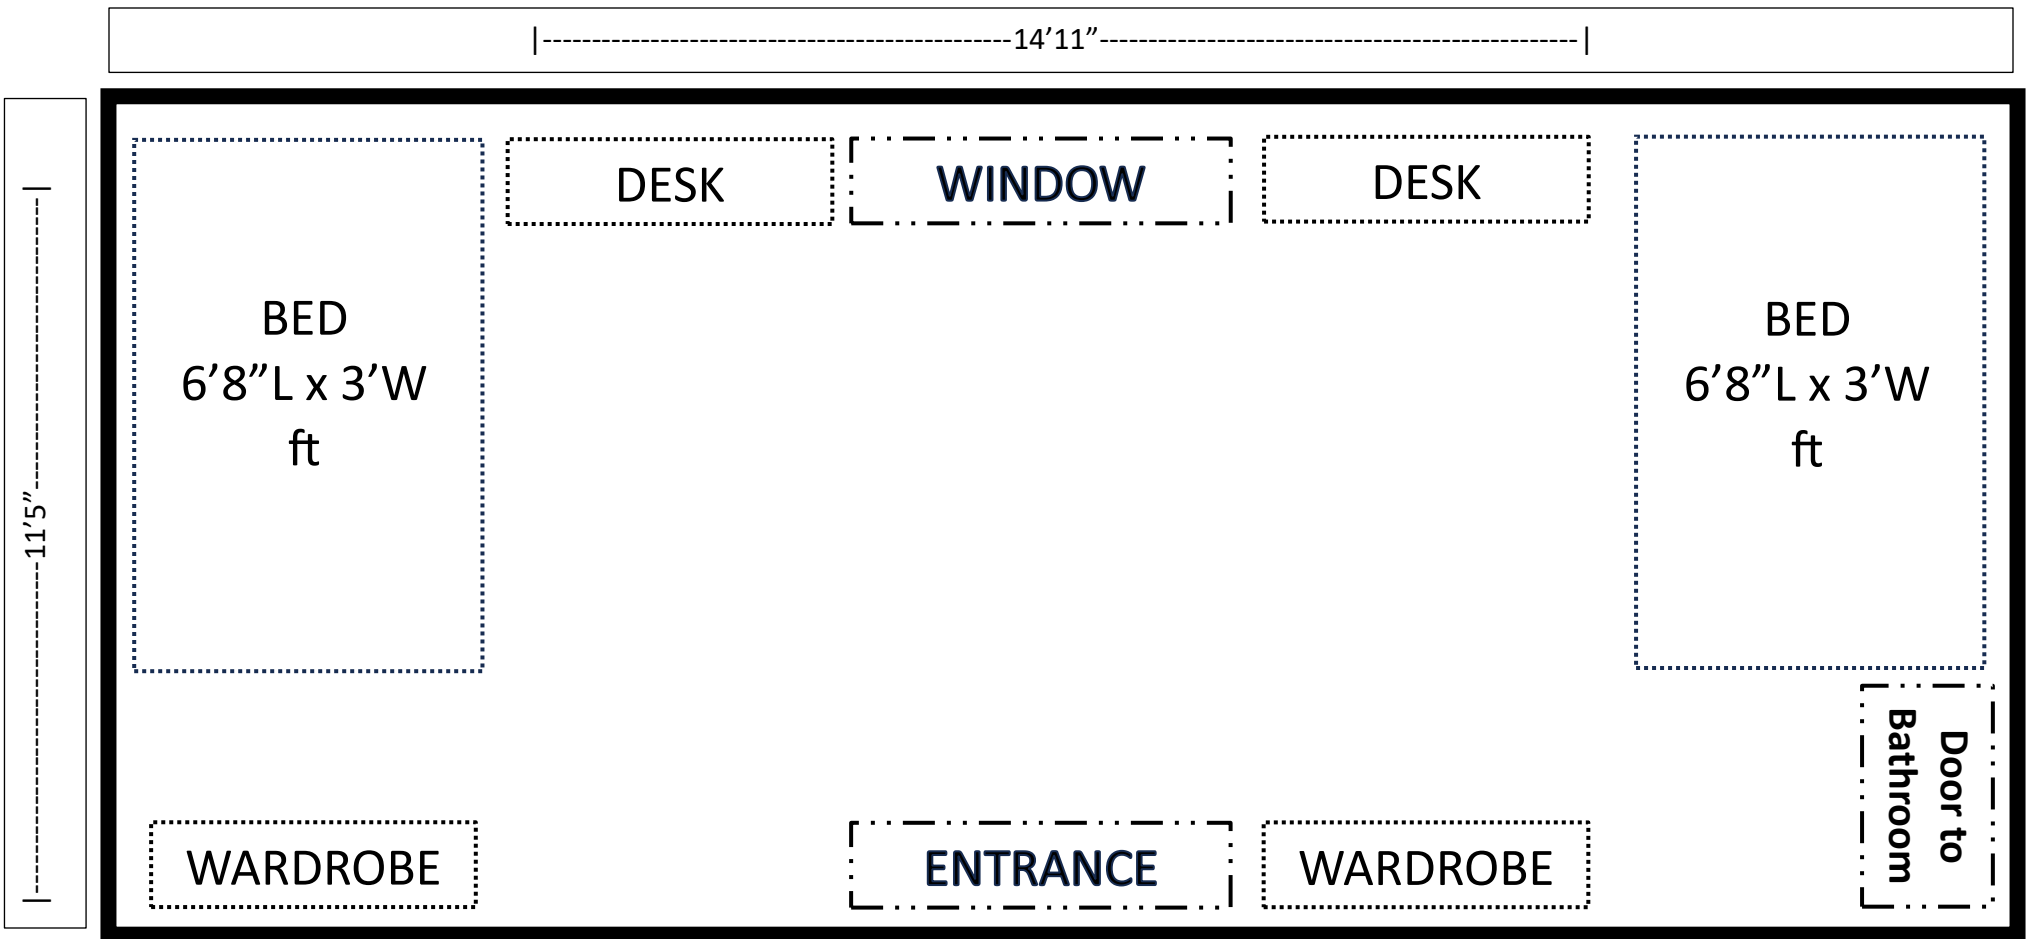 |------------------------------------------------14'11”-------------------------------------------------|
DESK
WINDOW
DESK
BED
6’8”L x 3’W
ft
BED
6’8”L x 3’W
ft
|-----------------------------------11’5”-----------------------------------|
Door to
Bathroom
WARDROBE
ENTRANCE
WARDROBE